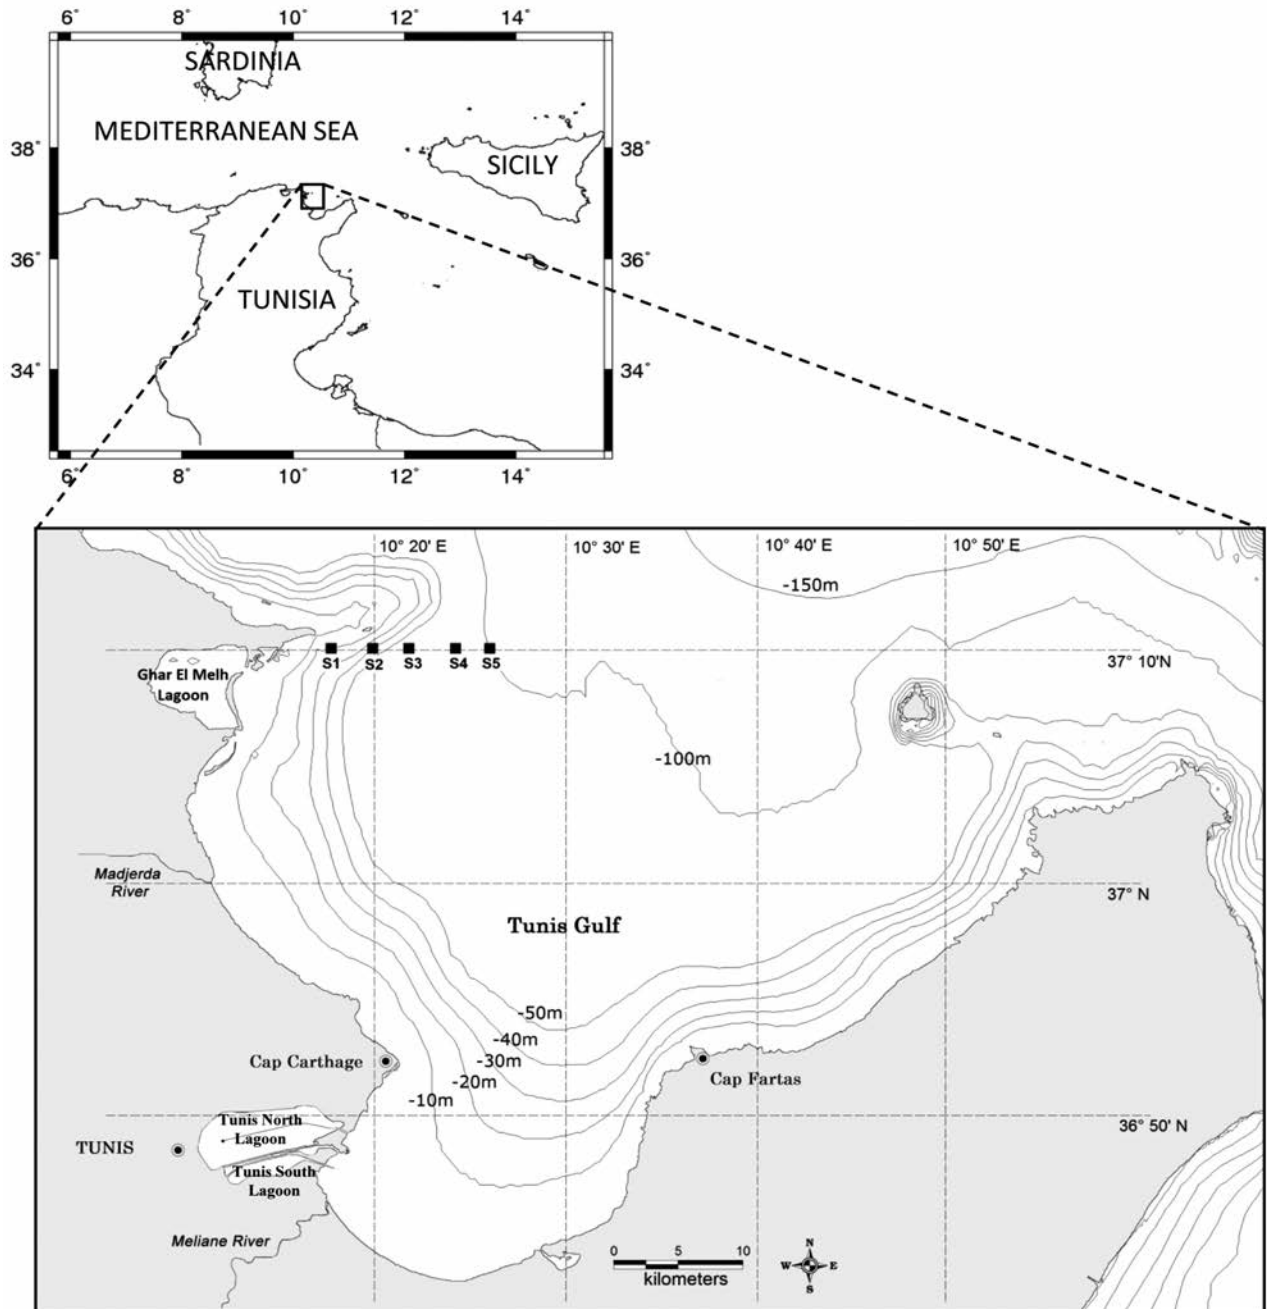 6° 8° 10° 12° 14°
SARDINIA
MEDITERRANEAN SEA
38° 38°
SICILY
36° 36°
TUNISIA
34° 34°
6° 8° 10° 12° 14°
10° 20' E 10° 30' E 10° 40' E 10° 50' E
-150m
S1 S2 S3 S4 S5
37° 10'N
Ghar El Melh
Lagoon
-100m
Madjerda
River
37° N
Tunis Gulf
-50m
-40m
-30m
-20m
-10m
Cap Carthage
Cap Fartas
Tunis North
Lagoon
36° 50' N
TUNIS
Tunis South
Lagoon
Meliane River
0 5 10
kilometers
N
W E
S